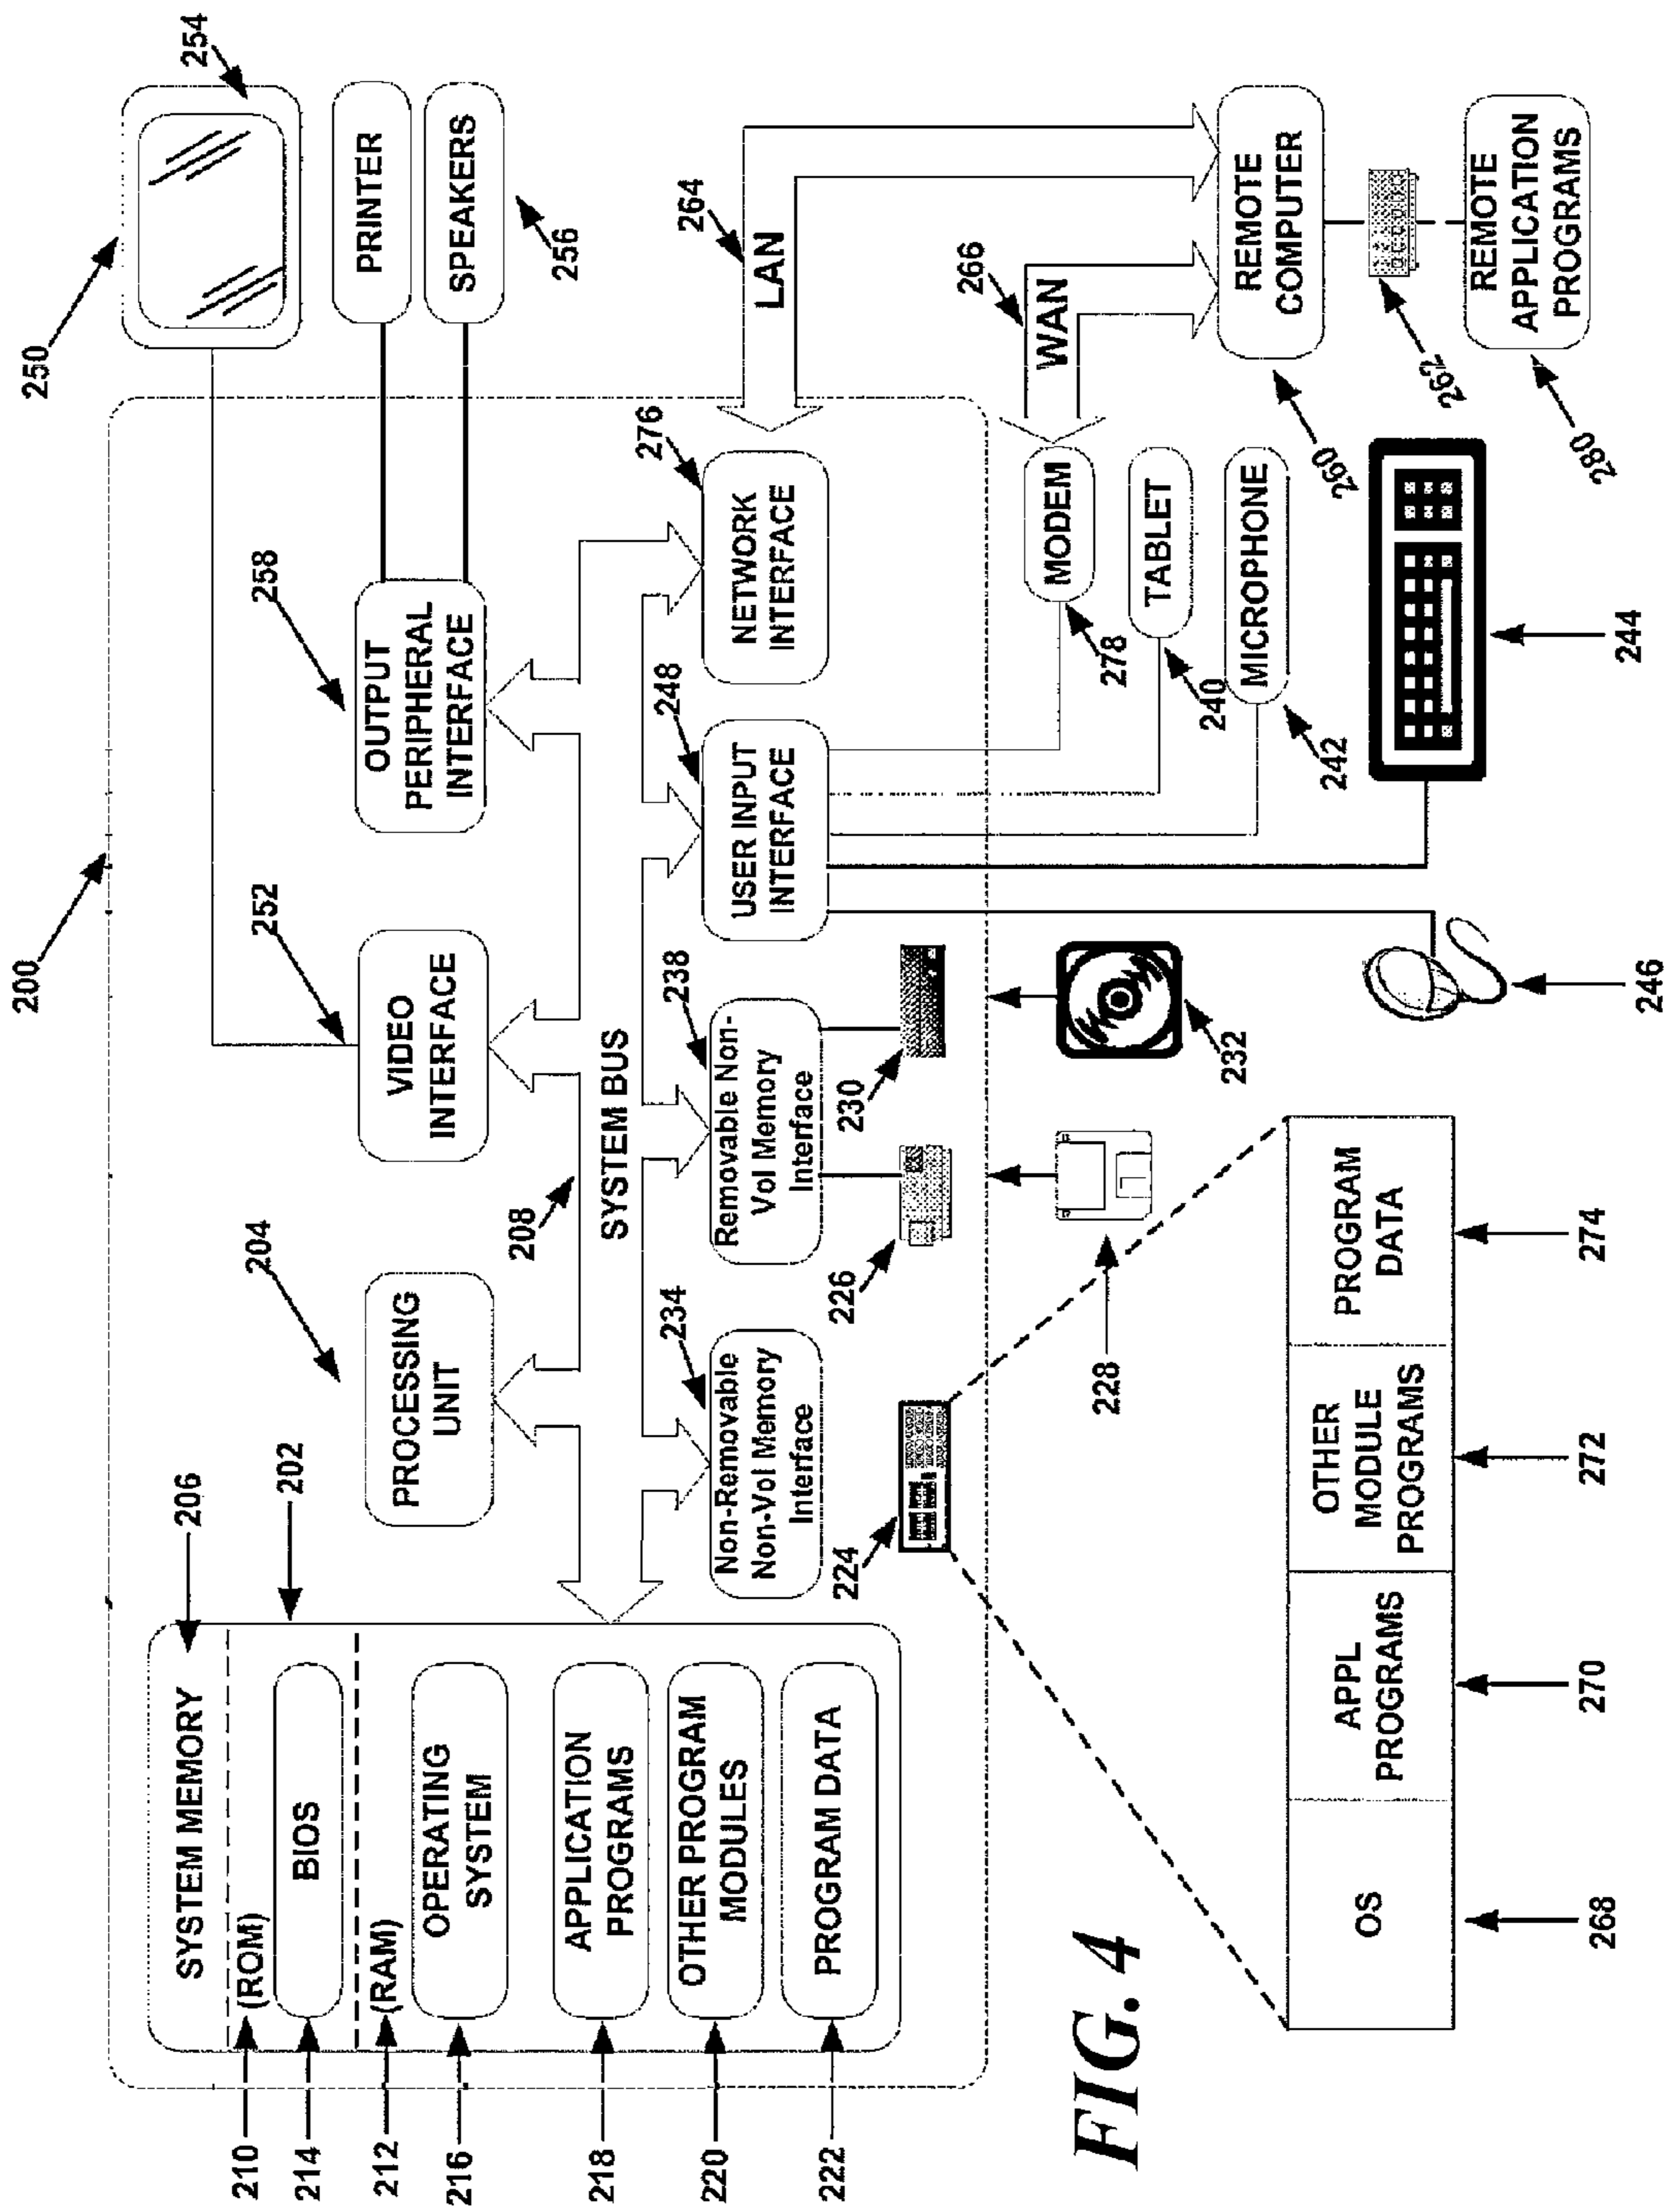 200
250
254
SYSTEM MEMORY
206
202
(ROM)
210
BIOS
214
(RAM)
212
OPERATING
SYSTEM
216
APPLICATION
PROGRAMS
218
OTHER PROGRAM
MODULES
220
PROGRAM DATA
222
PROCESSING
UNIT
204
VIDEO
INTERFACE
252
OUTPUT
PERIPHERAL
INTERFACE
258
PRINTER
SPEAKERS
256
208
SYSTEM BUS
Non-Removable
Non-Vol Memory
Interface
234
Removable Non-
Vol Memory
Interface
238
USER INPUT
INTERFACE
248
NETWORK
INTERFACE
276
LAN
264
224
226
230
228
232
WAN
266
MODEM
278
TABLET
240
MICROPHONE
242
REMOTE
COMPUTER
260
262
REMOTE
APPLICATION
PROGRAMS
280
246
244
OS
268
APPL
PROGRAMS
270
OTHER
MODULE
PROGRAMS
272
PROGRAM
DATA
274
FIG. 4